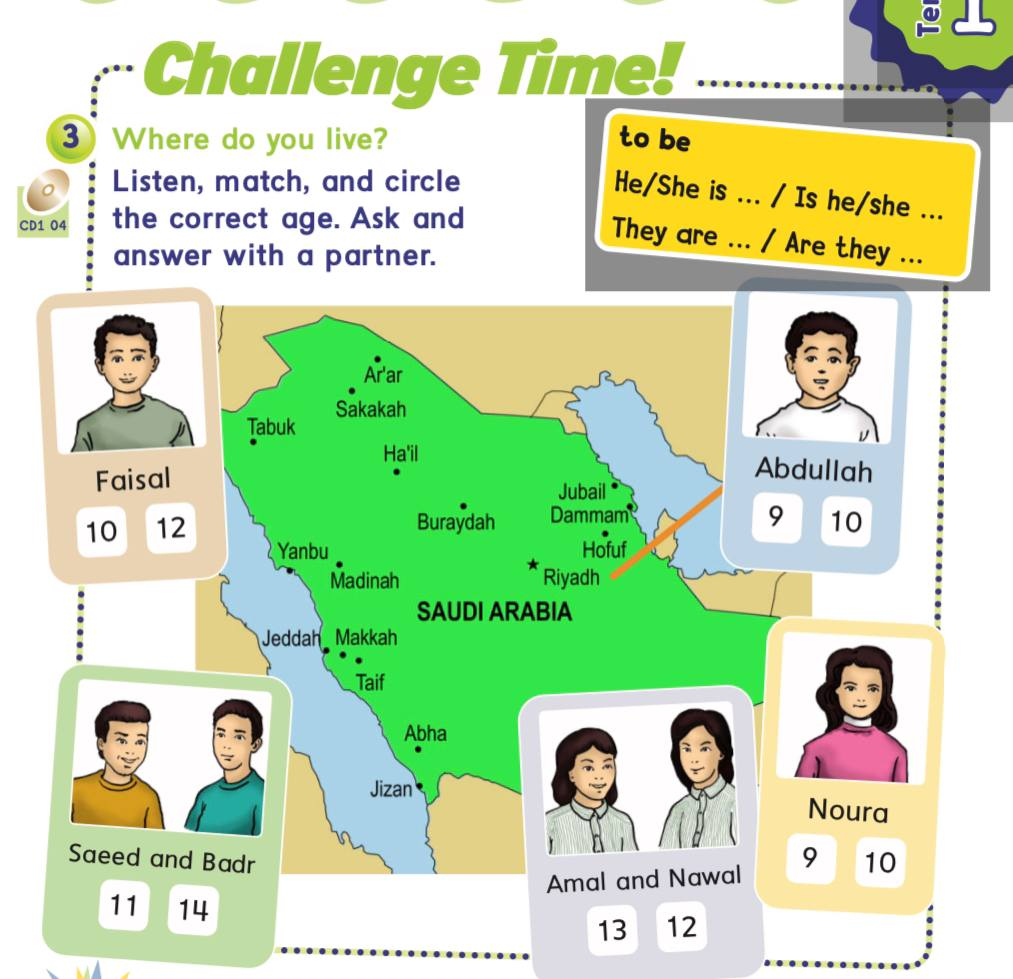 Challenge Time!
3
Where do you live?
Listen, match, and circle
the correct age. Ask and
answer with a partner.
CD1 04
to be
He/She is ... / Is he/she ...
They are ... / Are they ...
1
Faisal
10 12
Abdullah
9 10
Ar'ar
Sakakah
Tabuk
Ha'il
Jubail
Buraydah
Dammam
Hofuf
Yanbu
Madinah
Riyadh
SAUDI ARABIA
Jeddah
Makkah
Taif
Abha
Jizan
Saeed and Badr
11 14
Amal and Nawal
13 12
Noura
9 10